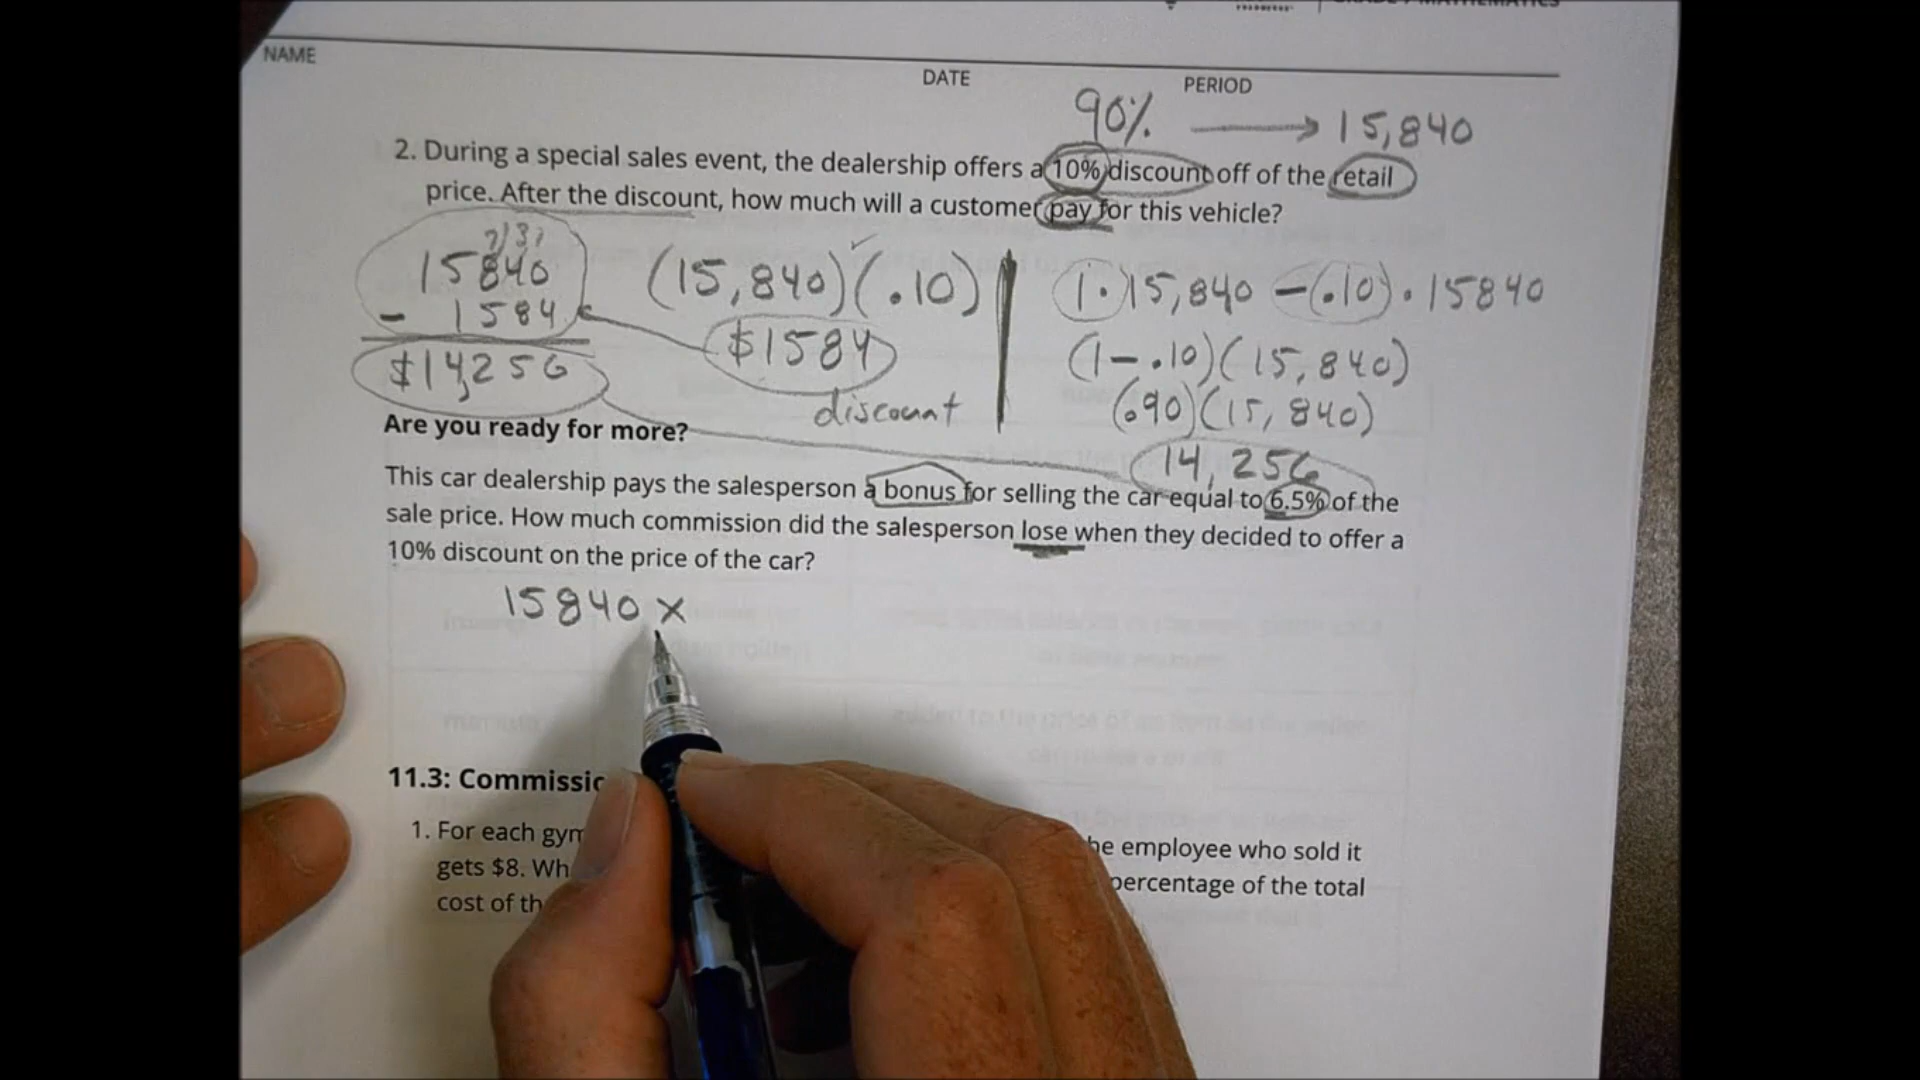 NAME
DATE
PERIOD
90% → 15,840
2. During a special sales event, the dealership offers a 10% discount off of the retail
price. After the discount, how much will a customer pay for this vehicle?
15840
- 1584
$14,256
(15,840)(.10)
$1584
discount
1·15,840 -(.10)·15840
(1-.10)(15,840)
(.90)(15,840)
14,256
Are you ready for more?
This car dealership pays the salesperson a bonus for selling the car equal to 6.5% of the
sale price. How much commission did the salesperson lose when they decided to offer a
10% discount on the price of the car?
15840 x
11.3:
1. For each he employee who sold it
gets $8. percentage of the total
cost of